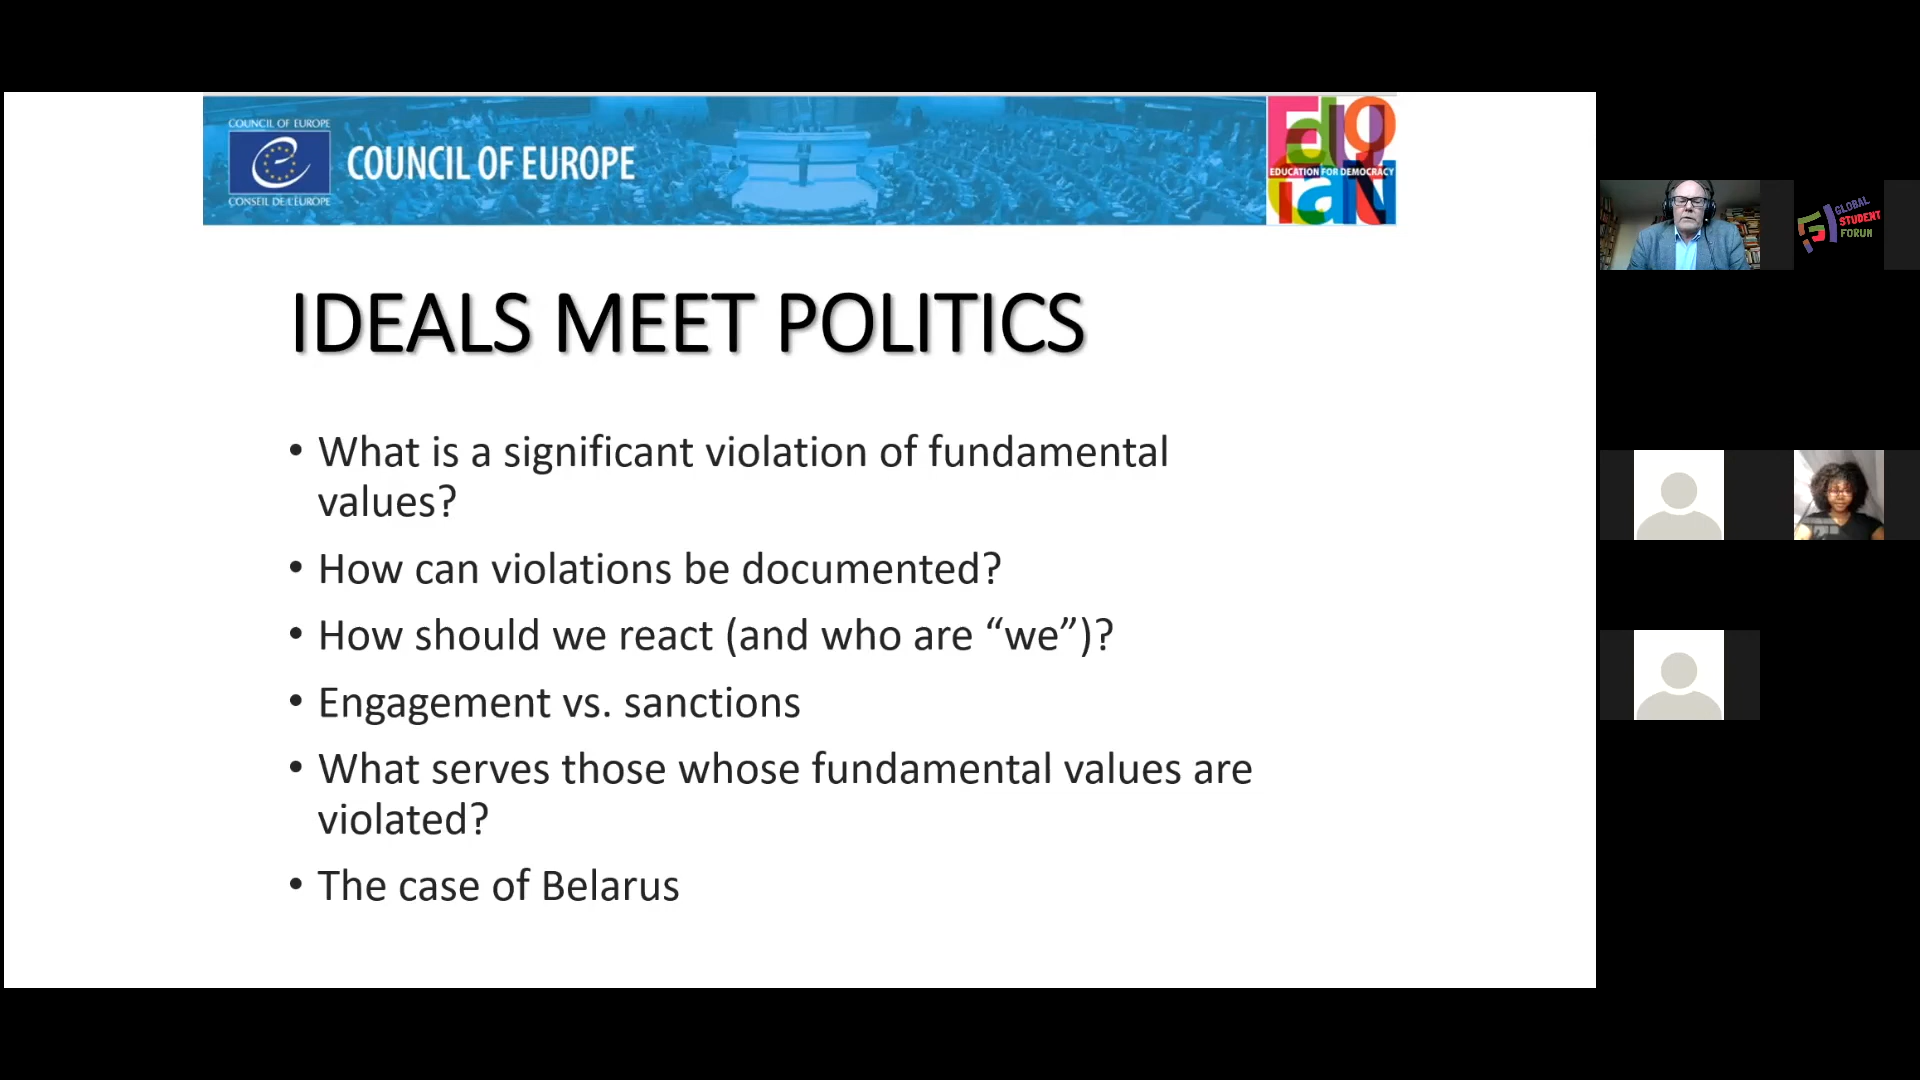 COUNCIL OF EUROPE
COUNCIL OF EUROPE
CONSEIL DE L'EUROPE
EDUCATION FOR DEMOCRACY
IDEALS MEET POLITICS
• What is a significant violation of fundamental
values?
• How can violations be documented?
• How should we react (and who are “we”)?
• Engagement vs. sanctions
• What serves those whose fundamental values are
violated?
• The case of Belarus
GLOBAL
STUDENT
FORUM